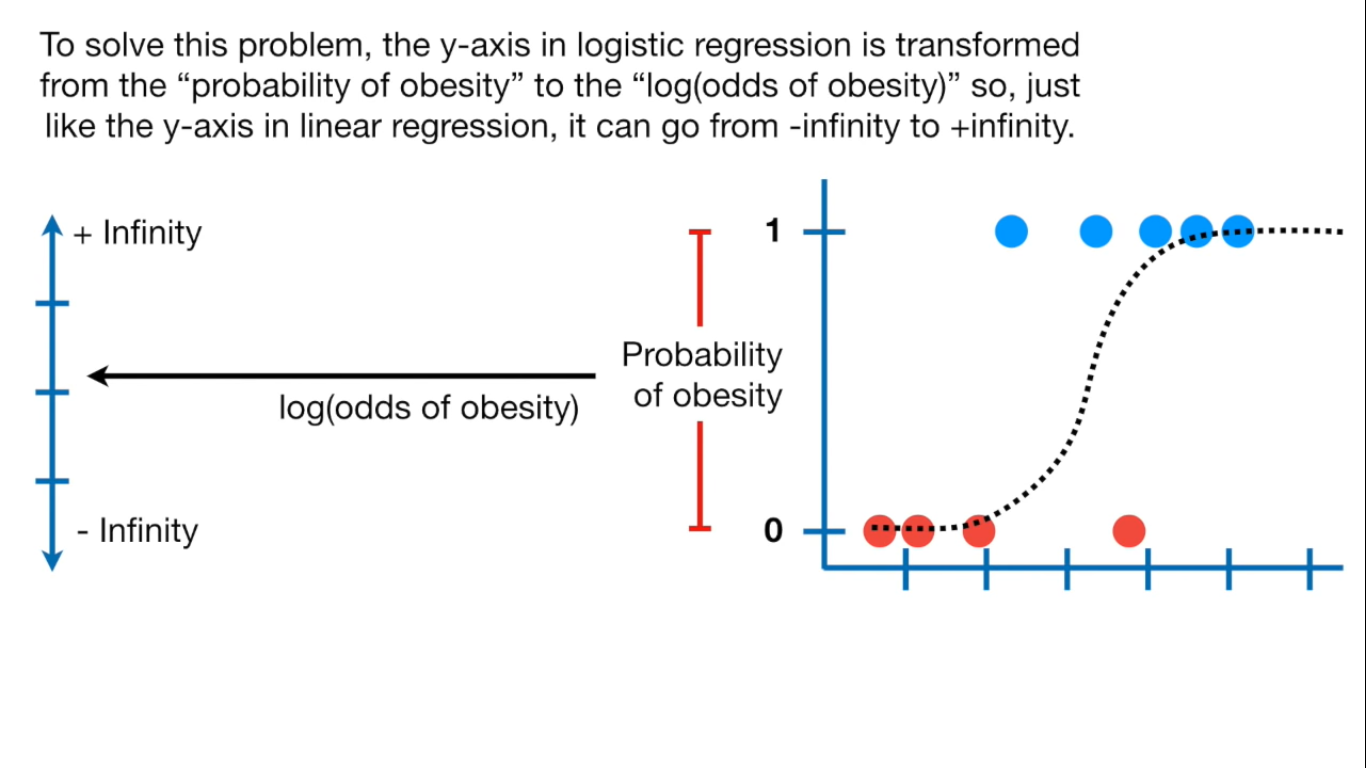 To solve this problem, the y-axis in logistic regression is transformed
from the “probability of obesity” to the “log(odds of obesity)” so, just
like the y-axis in linear regression, it can go from -infinity to +infinity.
+ Infinity
- Infinity
log(odds of obesity)
Probability
of obesity
1
0